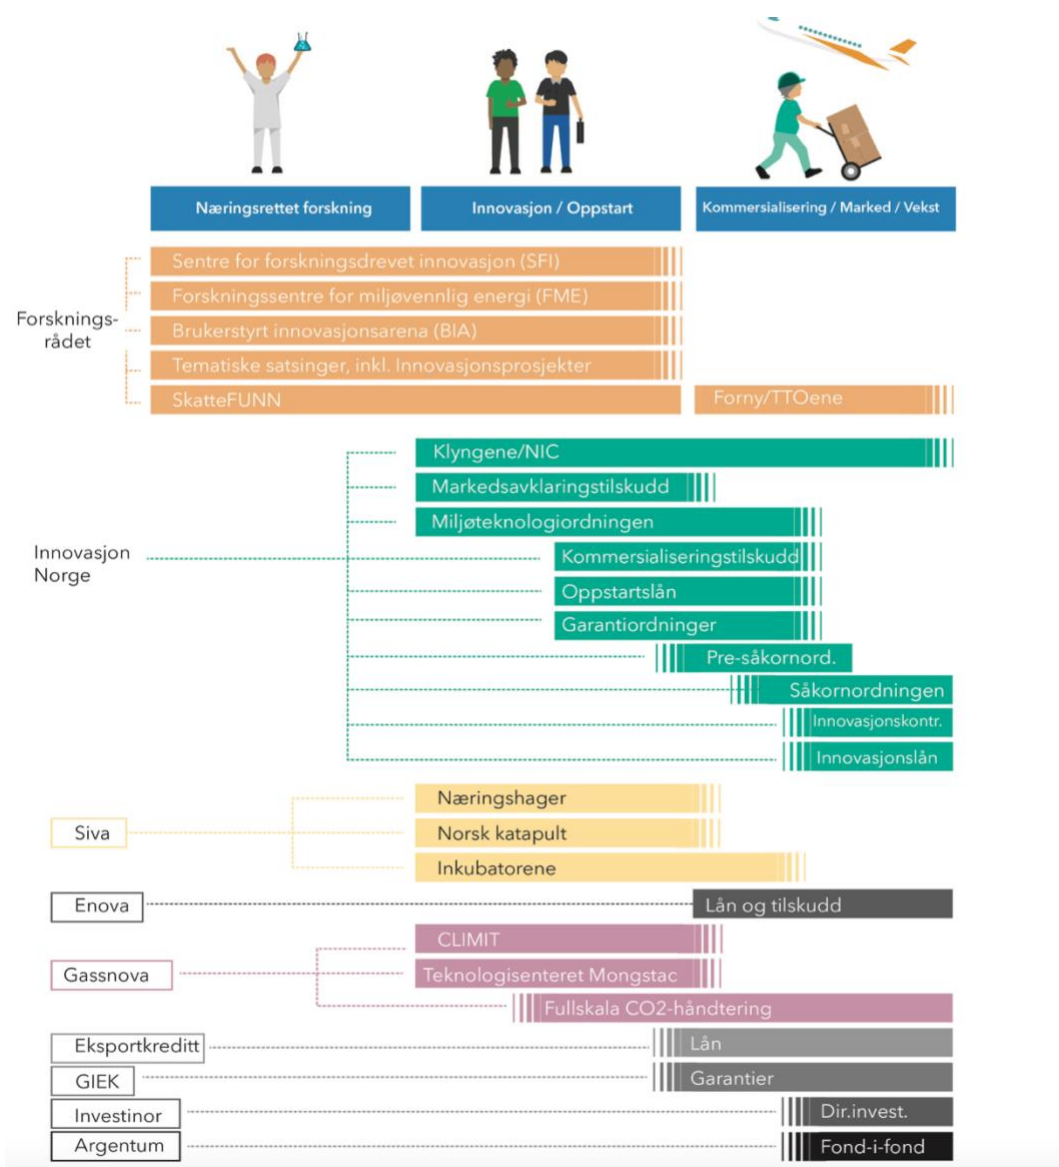 Næringsrettet forskning
Innovasjon / Oppstart
Kommersialisering / Marked / Vekst
Forsknings-
rådet
Sentre for forskningsdrevet innovasjon (SFI)
Forskningssentre for miljøvennlig energi (FME)
Brukerstyrt innovasjonsarena (BIA)
Tematiske satsinger, inkl. Innovasjonsprosjekter
SkatteFUNN
Forny/TTOene
Innovasjon
Norge
Klyngene/NIC
Markedsavklaringstilskudd
Miljøteknologiordningen
Kommersialiseringstilskudd
Oppstartslån
Garantiordninger
Pre-såkornord.
Såkornordningen
Innovasjonskontr.
Innovasjonslån
Siva
Næringshager
Norsk katapult
Inkubatorene
Enova
Lån og tilskudd
Gassnova
CLIMIT
Teknologisenteret Mongstac
Fullskala CO2-håndtering
Eksportkreditt
Lån
GIEK
Garantier
Investinor
Dir.invest.
Argentum
Fond-i-fond